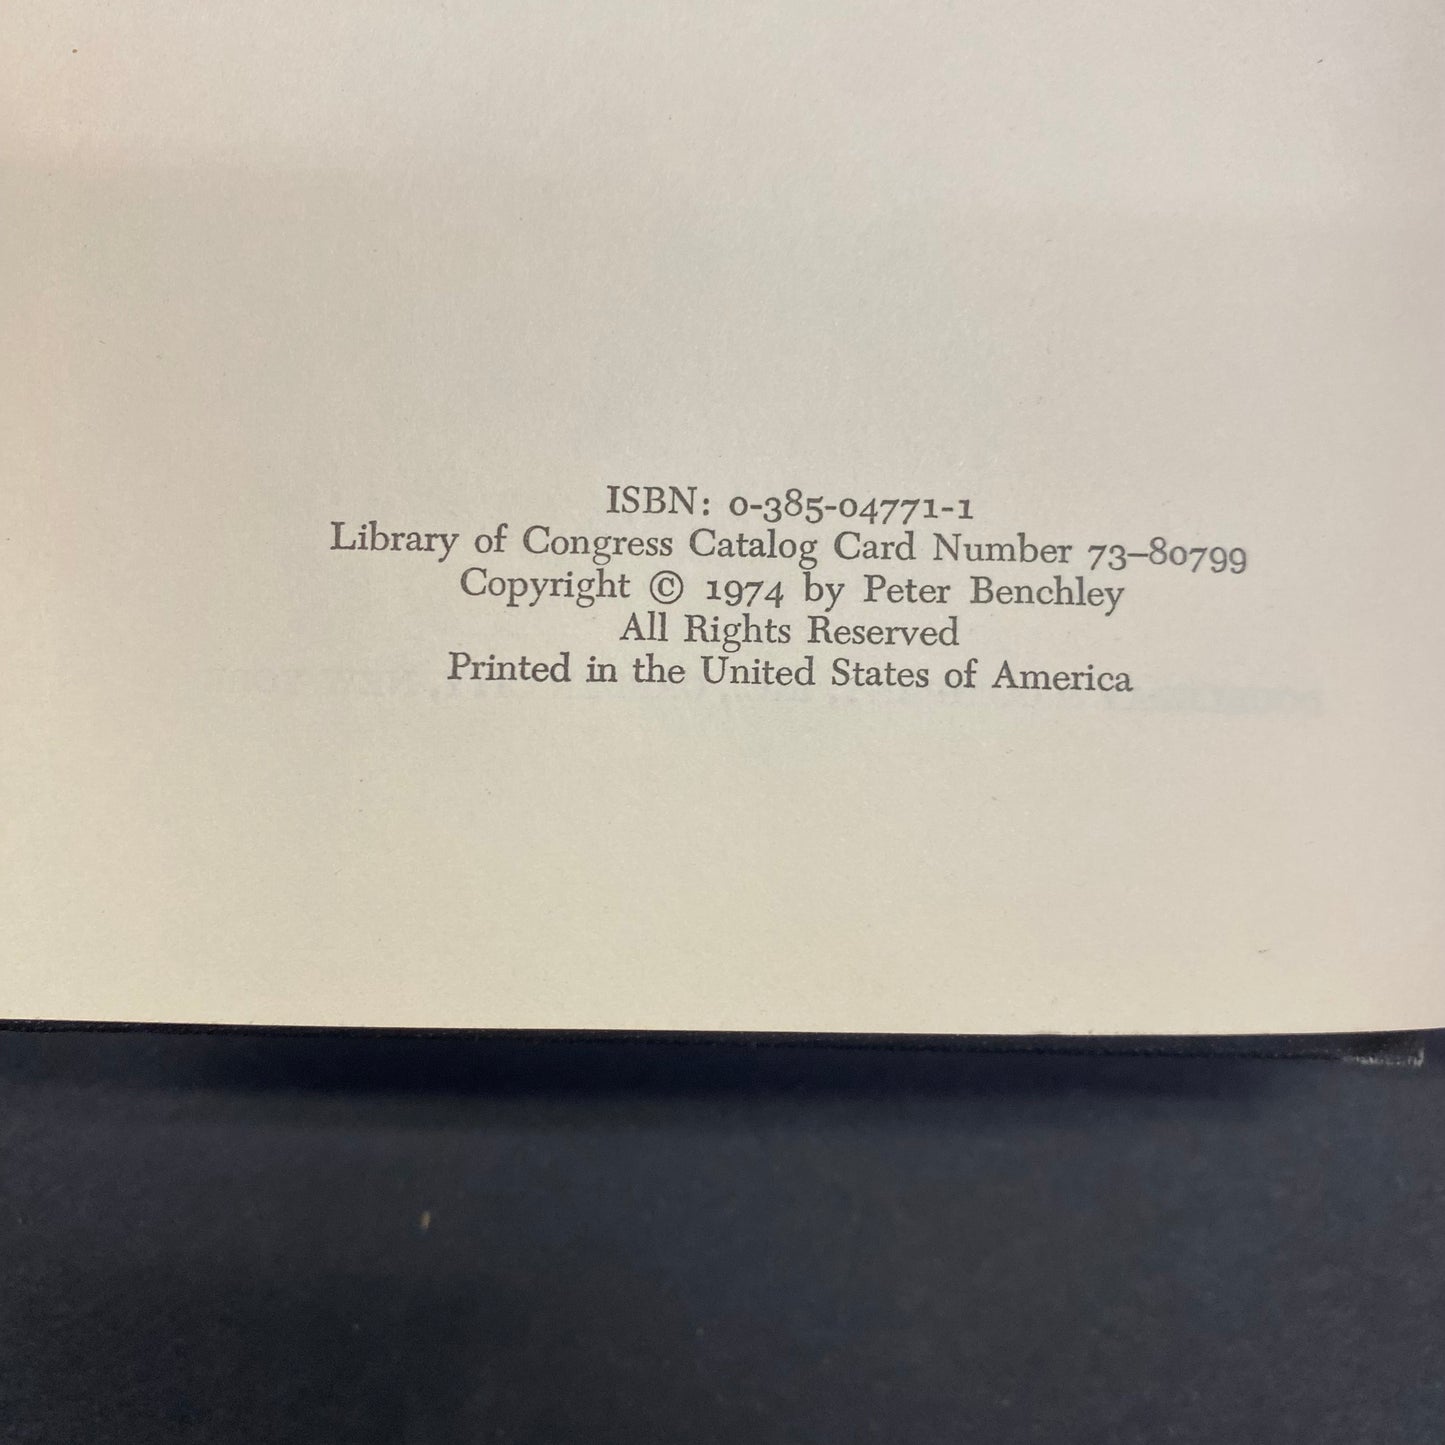 ISBN: 0-385-04771-1
Library of Congress Catalog Card Number 73–80799
Copyright © 1974 by Peter Benchley
All Rights Reserved
Printed in the United States of America